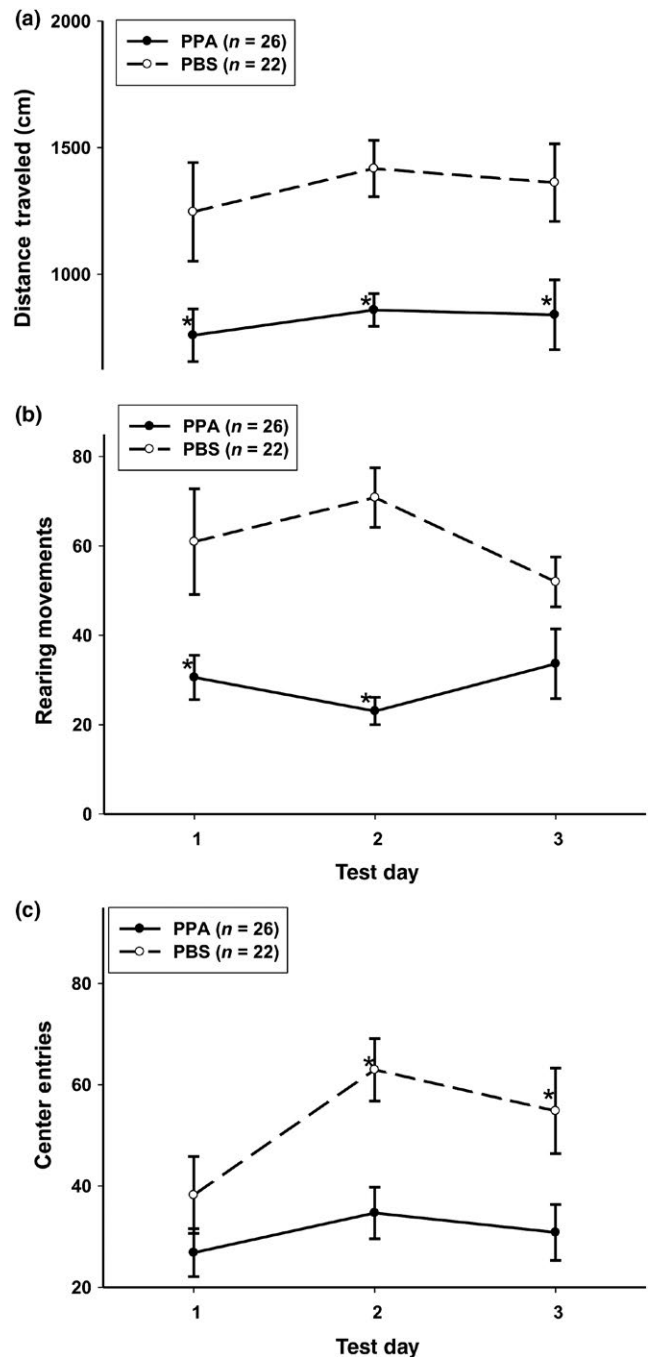 (a)
2000
1500
1000
Distance traveled (cm)
PPA (n = 26)
PBS (n = 22)
*
*
*
(b)
80
60
40
20
0
Rearing movements
PPA (n = 26)
PBS (n = 22)
*
*
1 2 3
Test day
(c)
80
60
40
20
Center entries
PPA (n = 26)
PBS (n = 22)
*
*
1 2 3
Test day